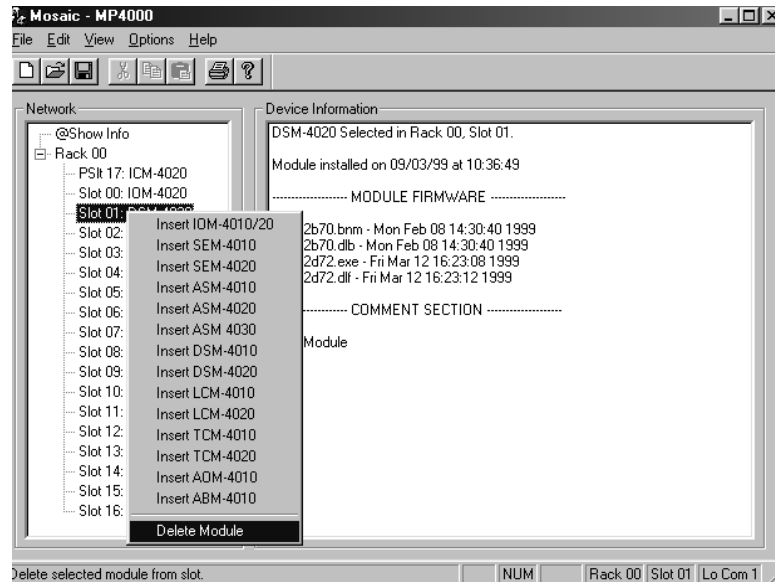 Mosaic - MP4000
File Edit View Options Help
Network
@Show Info
Rack 00
PSlt 17: ICM-4020
Slot 00: IOM-4020
Slot 01: DSM-4020
Slot 02:
Slot 03:
Slot 04:
Slot 05:
Slot 06:
Slot 07:
Slot 08:
Slot 09:
Slot 10:
Slot 11:
Slot 12:
Slot 13:
Slot 14:
Slot 15:
Slot 16:
Insert IOM-4010/20
Insert SEM-4010
Insert SEM-4020
Insert ASM-4010
Insert ASM-4020
Insert ASM 4030
Insert DSM-4010
Insert DSM-4020
Insert LCM-4010
Insert LCM-4020
Insert TCM-4010
Insert TCM-4020
Insert AOM-4010
Insert ABM-4010
Delete Module
Device Information
DSM-4020 Selected in Rack 00, Slot 01.
Module installed on 09/03/99 at 10:36:49
------------------ MODULE FIRMWARE ------------------
2b70.bnm - Mon Feb 08 14:30:40 1999
2b70.dlb - Mon Feb 08 14:30:40 1999
2d72.exe - Fri Mar 12 16:23:08 1999
2d72.dlf - Fri Mar 12 16:23:12 1999
---------- COMMENT SECTION ------------------
Module
Delete selected module from slot.
NUM
Rack 00 Slot 01 Lo Com 1